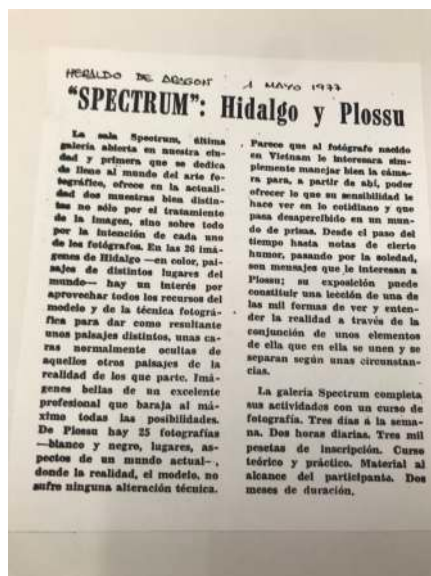 HERALDO DE ARAGON 1 MAYO 1977
"SPECTRUM": Hidalgo y Plossu
La sala Spectrum, última
galería abierta en nuestra ciu-
dad y primera que se dedica
de lleno al mundo del arte fo-
tográfico, ofrece en la actuali-
dad dos muestras bien distin-
tas no sólo por el tratamiento
de la imagen, sino sobre todo
por la intención de cada uno
de los fotógrafos. En las 26 imá-
genes de Hidalgo —en color, pai-
sajes de distintos lugares del
mundo— hay un interés por
aprovechar todos los recursos del
modelo y de la técnica fotográ-
fica para dar como resultante
unos paisajes distintos, unas ca-
ras normalmente ocultas de
aquellos otros paisajes de la
realidad de los que parte. Imá-
genes bellas de un excelente
profesional que baraja al má-
ximo todas las posibilidades.
De Plossu hay 25 fotografías
—blanco y negro, lugares, as-
pectos de un mundo actual—,
donde la realidad, el modelo, no
sufre ninguna alteración técnica.
Parece que al fotógrafo nacido
en Vietnam le interesara sim-
plemente manejar bien la cáma-
ra para, a partir de ahí, poder
ofrecer lo que su sensibilidad le
hace ver en lo cotidiano y que
pasa desapercibido en un mun-
do de prisas. Desde el paso del
tiempo hasta notas de cierto
humor, pasando por la soledad,
son mensajes que le interesan a
Plossu; su exposición puede
constituir una lección de una de
las mil formas de ver y enten-
der la realidad a través de la
conjunción de unos elementos
de ella que en ella se unen y se
separan según unas circunstan-
cias.
La galería Spectrum completa
sus actividades con un curso de
fotografía. Tres días a la sema-
na. Dos horas diarias. Tres mil
pesetas de inscripción. Curso
teórico y práctico. Material al
alcance del participante. Dos
meses de duración.